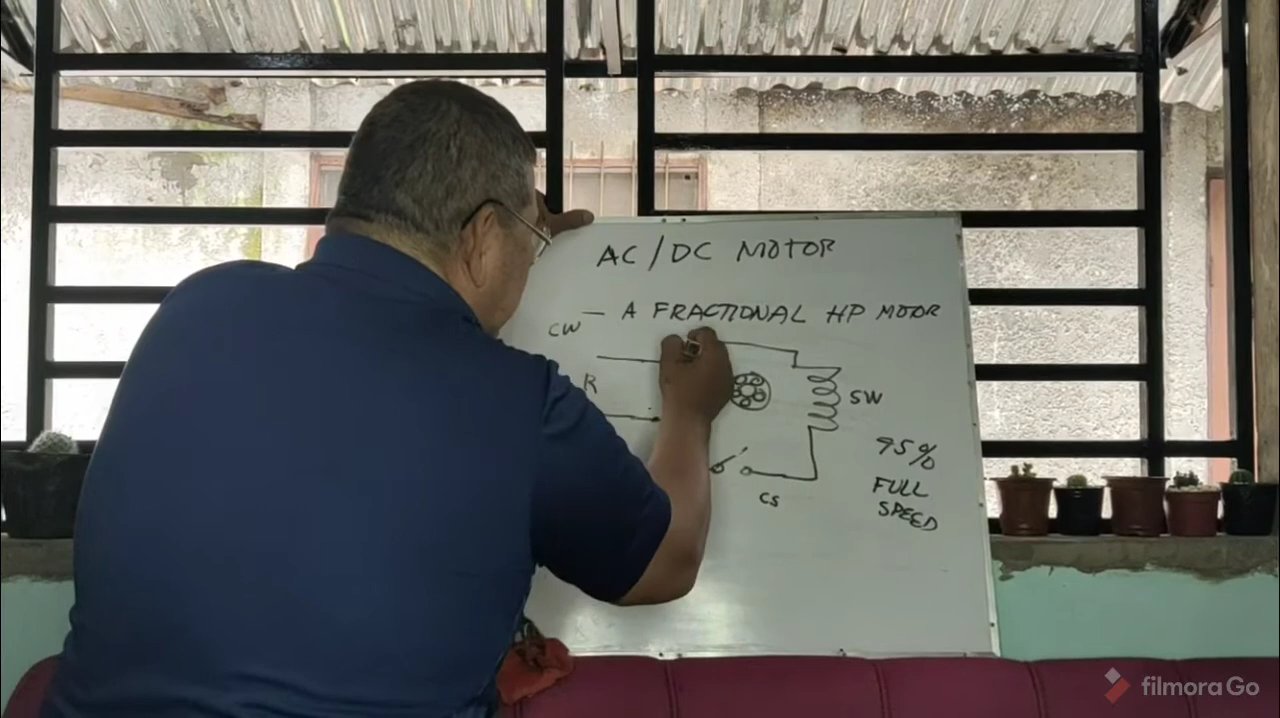 AC/DC MOTOR
— A FRACTIONAL HP MOTOR
CW
R
SW
95%
FULL
SPEED
CS
filmoraGo